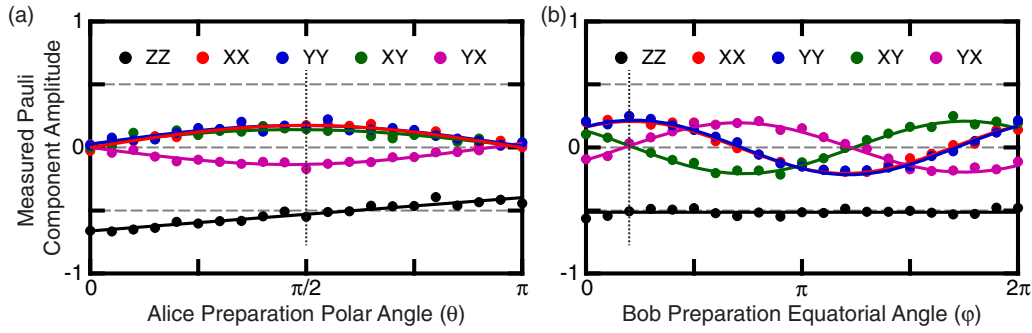 (a)
1
ZZ XX YY XY YX
0
-1
0 π/2 π
Measured Pauli
Component Amplitude
Alice Preparation Polar Angle (θ)
(b)
1
ZZ XX YY XY YX
0
-1
0 π 2π
Bob Preparation Equatorial Angle (φ)